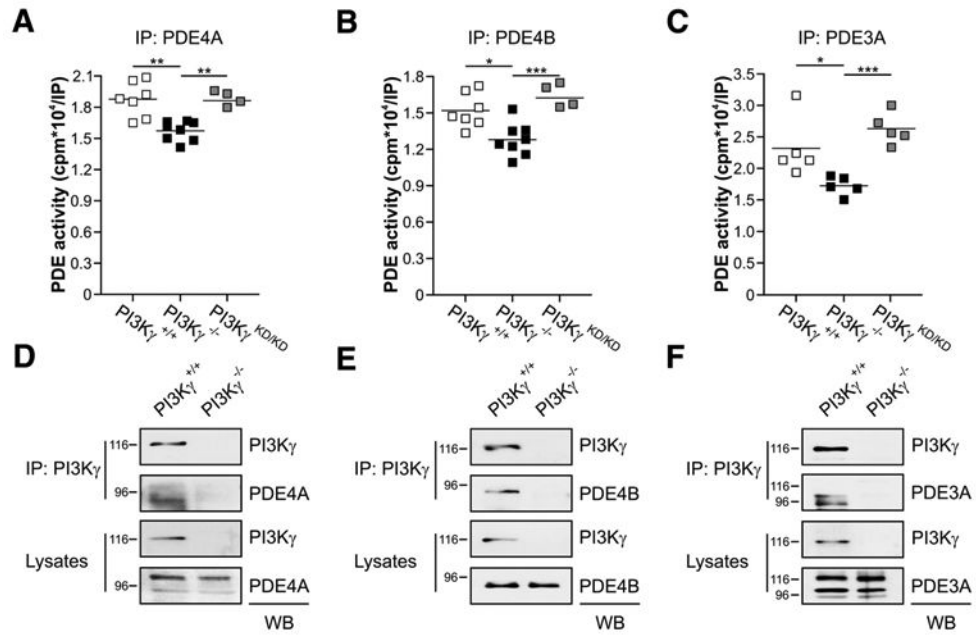 A
IP: PDE4A
** **
PDE activity (cpm*10⁴/IP)
2.1
1.8
1.5
1.2
0.9
0.6
0.3
0
PI3Kγ +/+
PI3Kγ -/-
PI3Kγ KD/KD
B
IP: PDE4B
* ***
PDE activity (cpm*10⁴/IP)
1.8
1.5
1.2
0.9
0.6
0.3
0
PI3Kγ +/+
PI3Kγ -/-
PI3Kγ KD/KD
C
IP: PDE3A
* ***
PDE activity (cpm*10⁴/IP)
3.5
3.0
2.5
2.0
1.5
1.0
0.5
0
PI3Kγ +/+
PI3Kγ -/-
PI3Kγ KD/KD
D
PI3Kγ +/+
PI3Kγ -/-
IP: PI3Kγ
116
PI3Kγ
96
PDE4A
Lysates
116
PI3Kγ
96
PDE4A
WB
E
PI3Kγ +/+
PI3Kγ -/-
IP: PI3Kγ
116
PI3Kγ
96
PDE4B
Lysates
116
PI3Kγ
96
PDE4B
WB
F
PI3Kγ +/+
PI3Kγ -/-
IP: PI3Kγ
116
PI3Kγ
116
96
PDE3A
Lysates
116
PI3Kγ
116
96
PDE3A
WB